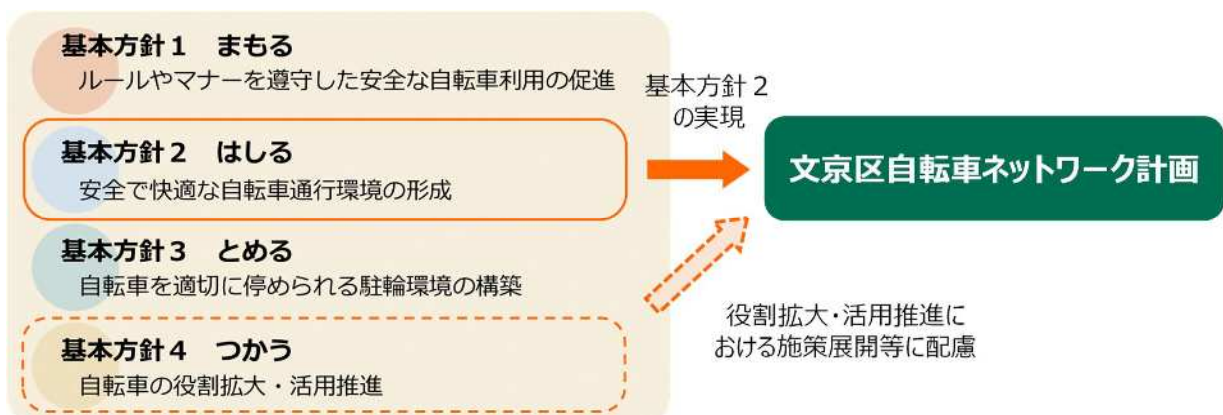 基本方針１　まもる
ルールやマナーを遵守した安全な自転車利用の促進
基本方針２　はしる
安全で快適な自転車通行環境の形成
基本方針３　とめる
自転車を適切に停められる駐輪環境の構築
基本方針４　つかう
自転車の役割拡大・活用推進
基本方針２
の実現
文京区自転車ネットワーク計画
役割拡大・活用推進に
おける施策展開等に配慮